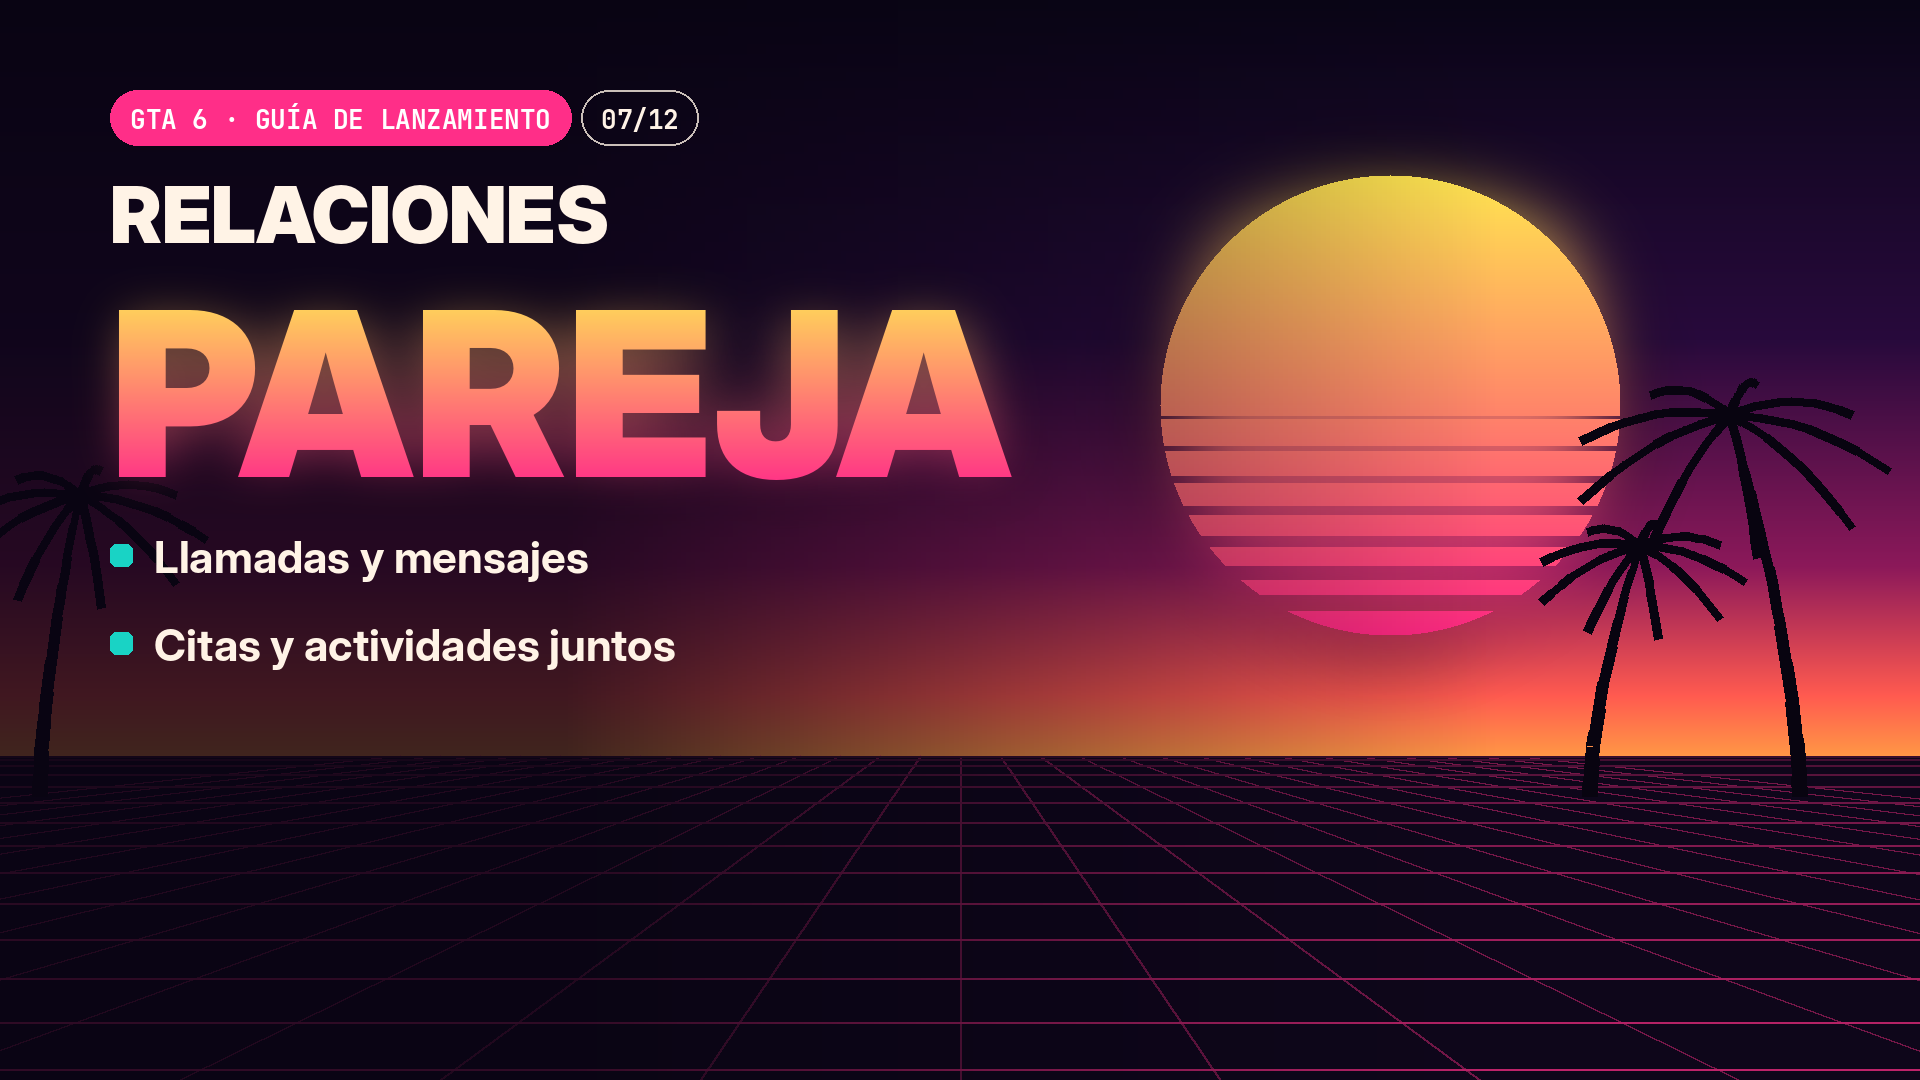 GTA 6 · GUÍA DE LANZAMIENTO 07/12
RELACIONES
PAREJA
Llamadas y mensajes
Citas y actividades juntos